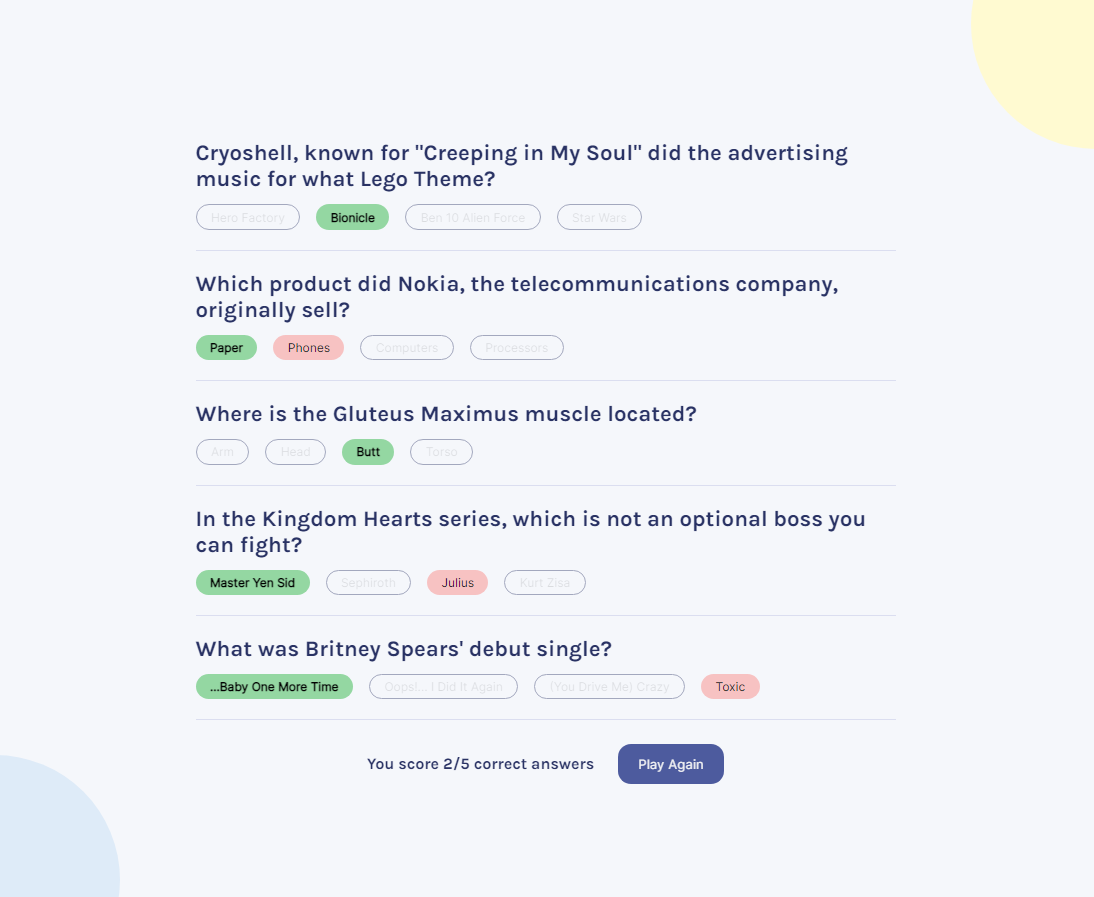 Cryoshell, known for "Creeping in My Soul" did the advertising
music for what Lego Theme?
Hero Factory Bionicle Ben 10 Alien Force Star Wars
Which product did Nokia, the telecommunications company,
originally sell?
Paper Phones Computers Processors
Where is the Gluteus Maximus muscle located?
Arm Head Butt Torso
In the Kingdom Hearts series, which is not an optional boss you
can fight?
Master Yen Sid Sephiroth Julius Kurt Zisa
What was Britney Spears' debut single?
...Baby One More Time Oops!... I Did It Again (You Drive Me) Crazy Toxic
You score 2/5 correct answers Play Again